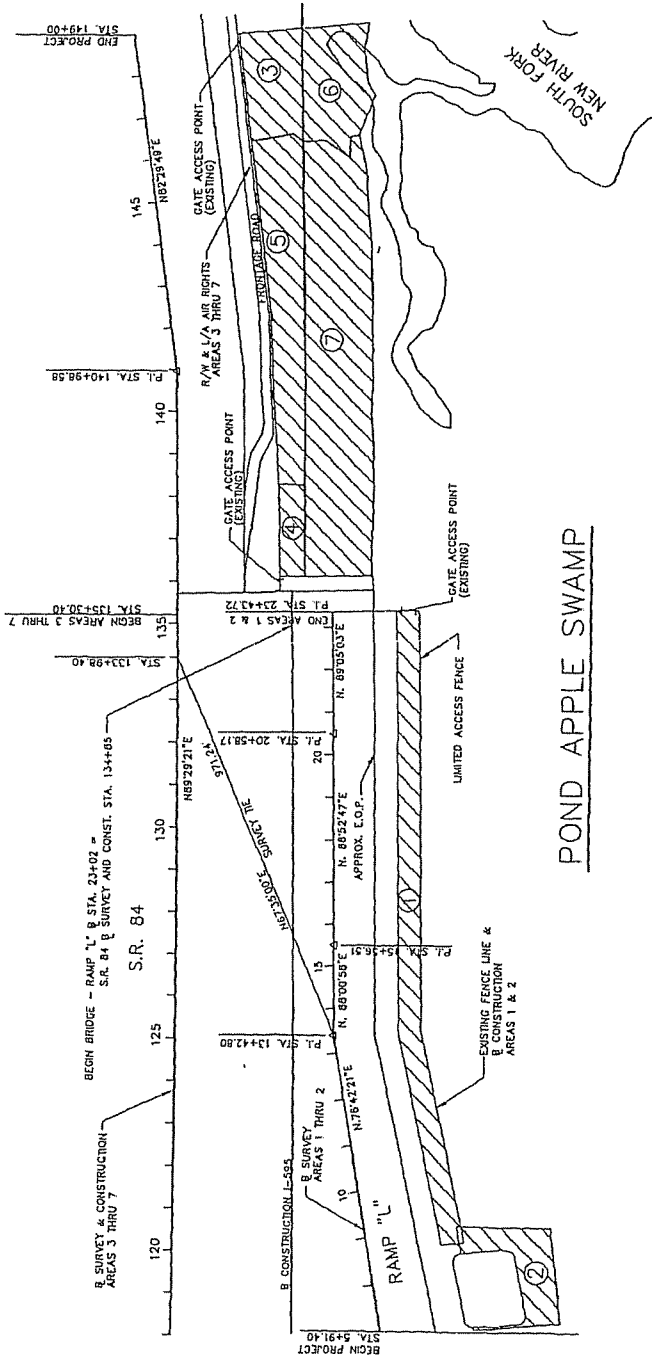 END PROJECT
STA. 149+00
N82°29'49"E
145
P.I. STA. 140+98.58
140
GATE ACCESS POINT
(EXISTING)
R/W & L/A AIR RIGHTS
AREAS 3 THRU 7
FRONTAGE ROAD
GATE ACCESS POINT
(EXISTING)
3
6
5
7
4
SOUTH FORK
NEW RIVER
BEGIN AREAS 3 THRU 7
STA. 135+30.40
135
STA. 133+98.40
P.I. STA. 23+43.72
END AREAS 1 & 2
BEGIN BRIDGE - RAMP "L" B STA. 23+02 =
S.R. 84 B SURVEY AND CONST. STA. 134+85
N89°29'21"E
130
S.R. 84
125
120
B SURVEY & CONSTRUCTION
AREAS 3 THRU 7
971.24'
N67°35'00"E SURVEY TIE
N. 89°05'03"E
P.I. STA. 20+58.17
20
N. 88°52'47"E
APPROX. E.O.P.
P.I. STA. 15+56.51
15
N. 88°00'58"E
P.I. STA. 13+42.80
B CONSTRUCTION I-595
B SURVEY
AREAS 1 THRU 2
N.76°42'21"E
10
RAMP "L"
BEGIN PROJECT
STA. 5+91.40
GATE ACCESS POINT
(EXISTING)
LIMITED ACCESS FENCE
1
EXISTING FENCE LINE &
B CONSTRUCTION
AREAS 1 & 2
2
POND APPLE SWAMP